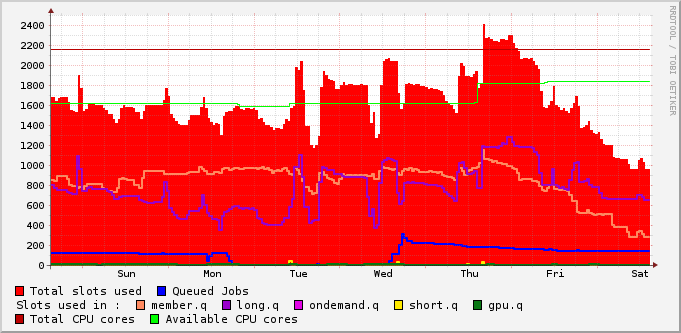 RRDTOOL / TOBI OETIKER
2400
2200
2000
1800
1600
1400
1200
1000
800
600
400
200
0
Sun Mon Tue Wed Thu Fri Sat
Total slots used Queued Jobs
Slots used in : member.q long.q ondemand.q short.q gpu.q
Total CPU cores Available CPU cores